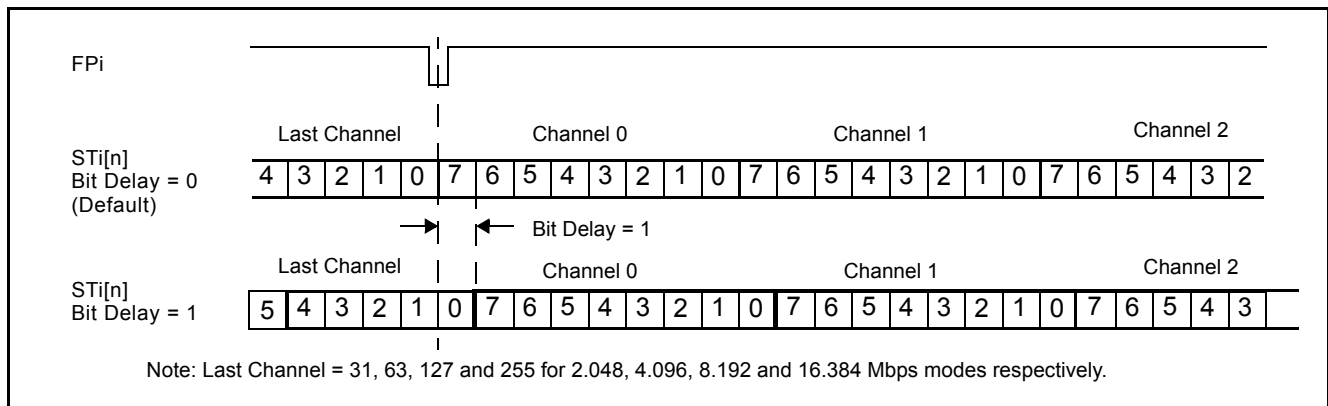 FPi
Last Channel Channel 0 Channel 1 Channel 2
STi[n]
Bit Delay = 0
(Default)
4 3 2 1 0 7 6 5 4 3 2 1 0 7 6 5 4 3 2 1 0 7 6 5 4 3 2
Bit Delay = 1
Last Channel Channel 0 Channel 1 Channel 2
STi[n]
Bit Delay = 1
5 4 3 2 1 0 7 6 5 4 3 2 1 0 7 6 5 4 3 2 1 0 7 6 5 4 3
Note: Last Channel = 31, 63, 127 and 255 for 2.048, 4.096, 8.192 and 16.384 Mbps modes respectively.